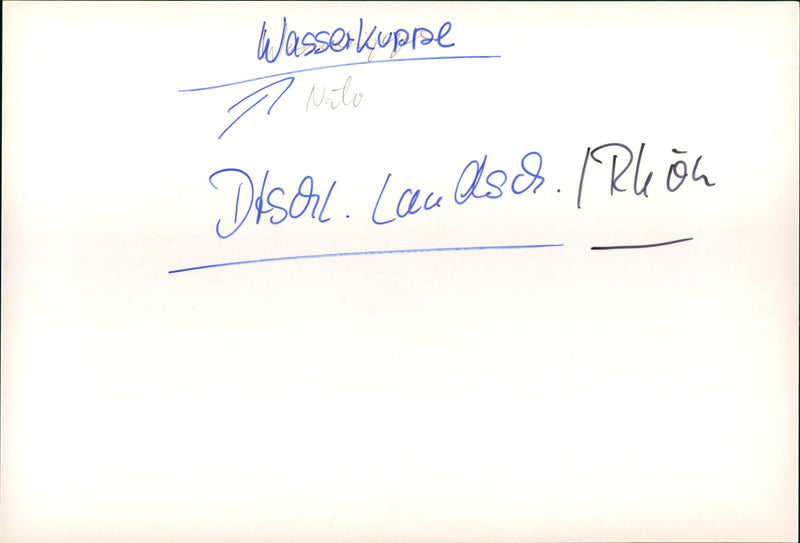 Wasserkuppe
Nato
Dtschl. Landsch. / Rhön